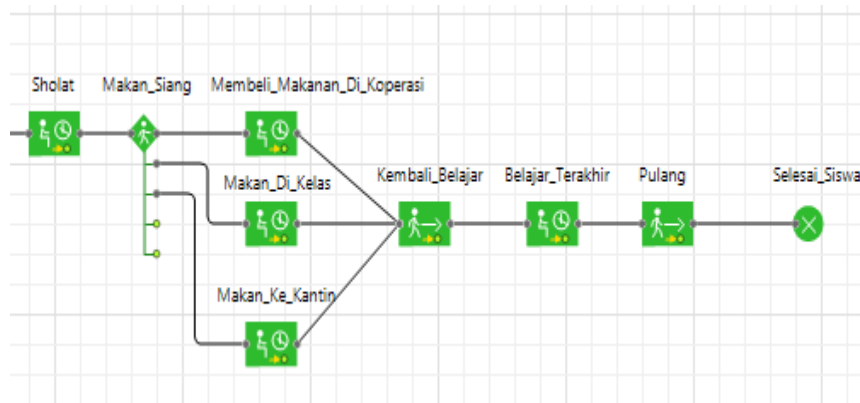 Sholat
Makan_Siang
Membeli_Makanan_Di_Koperasi
Makan_Di_Kelas
Kembali_Belajar
Belajar_Terakhir
Pulang
Selesai_Siswa
Makan_Ke_Kantin